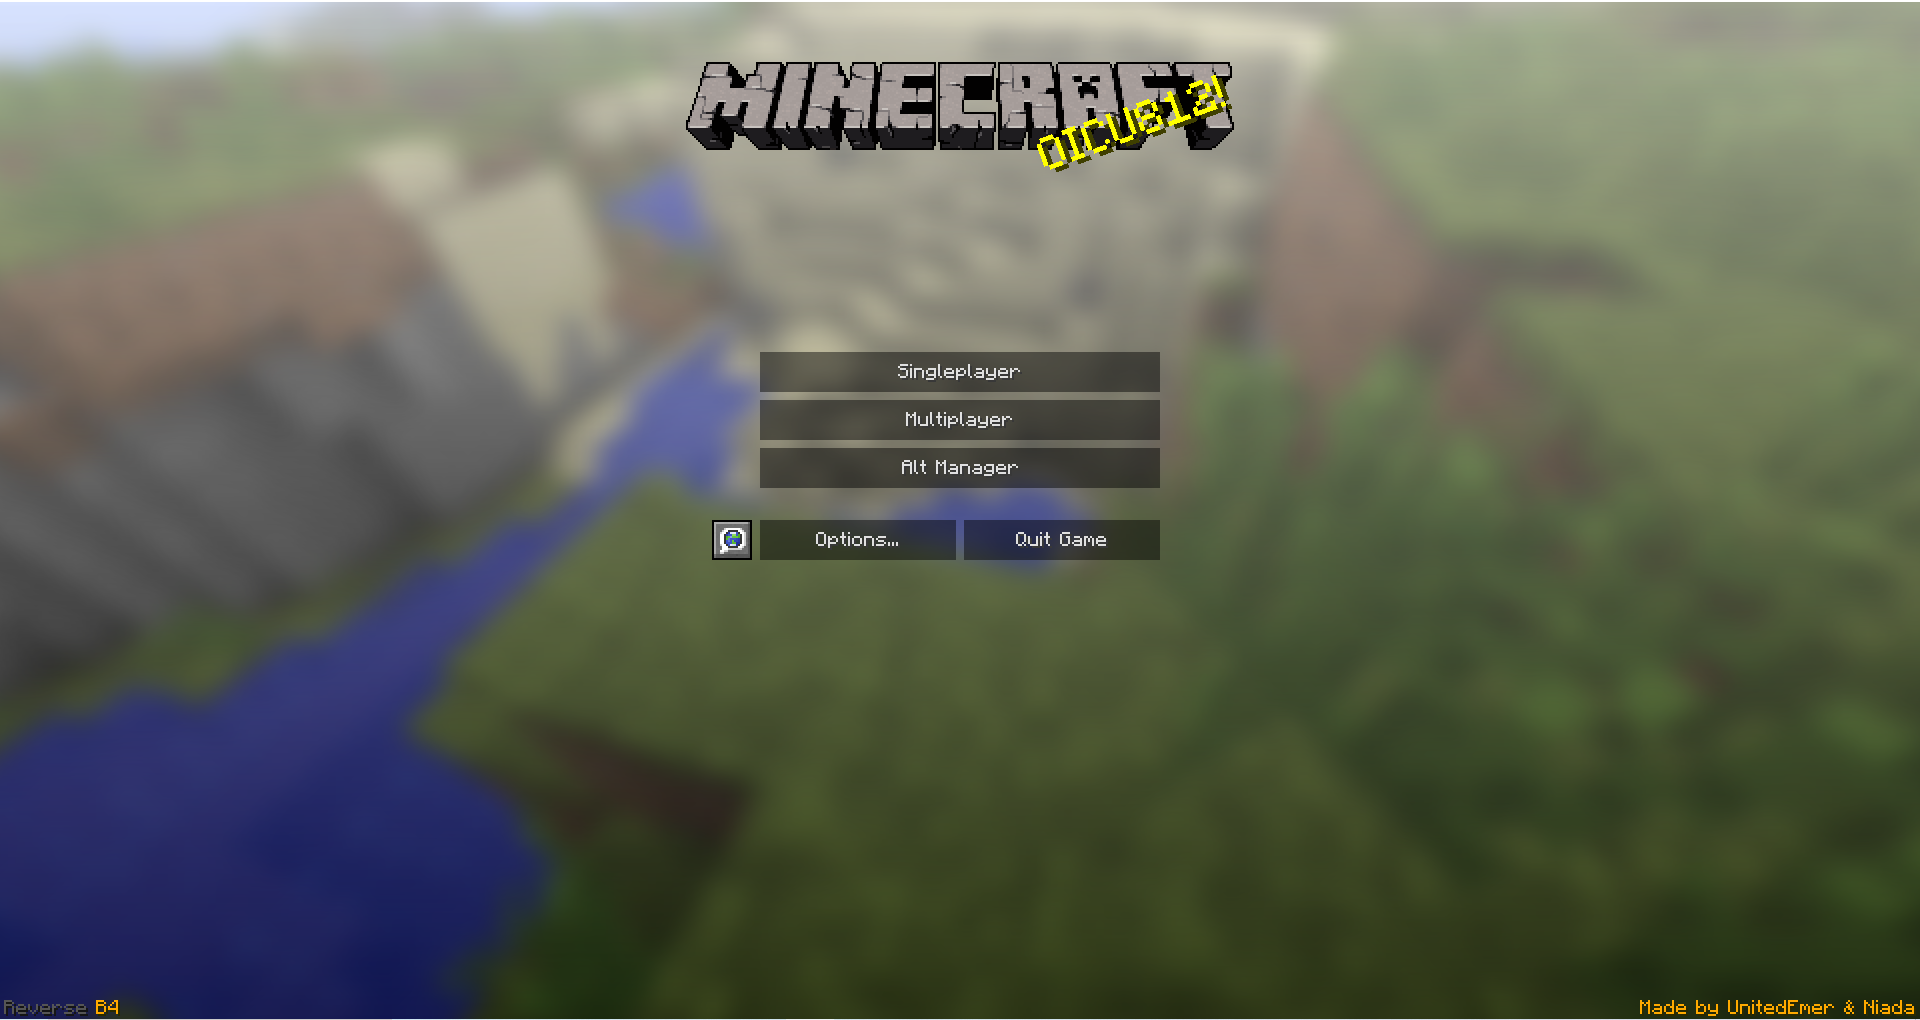 MINECRAFT
OICU812!
Singleplayer
Multiplayer
Alt Manager
Options...
Quit Game
Reverse B4
Made by UnitedEmer & Niada